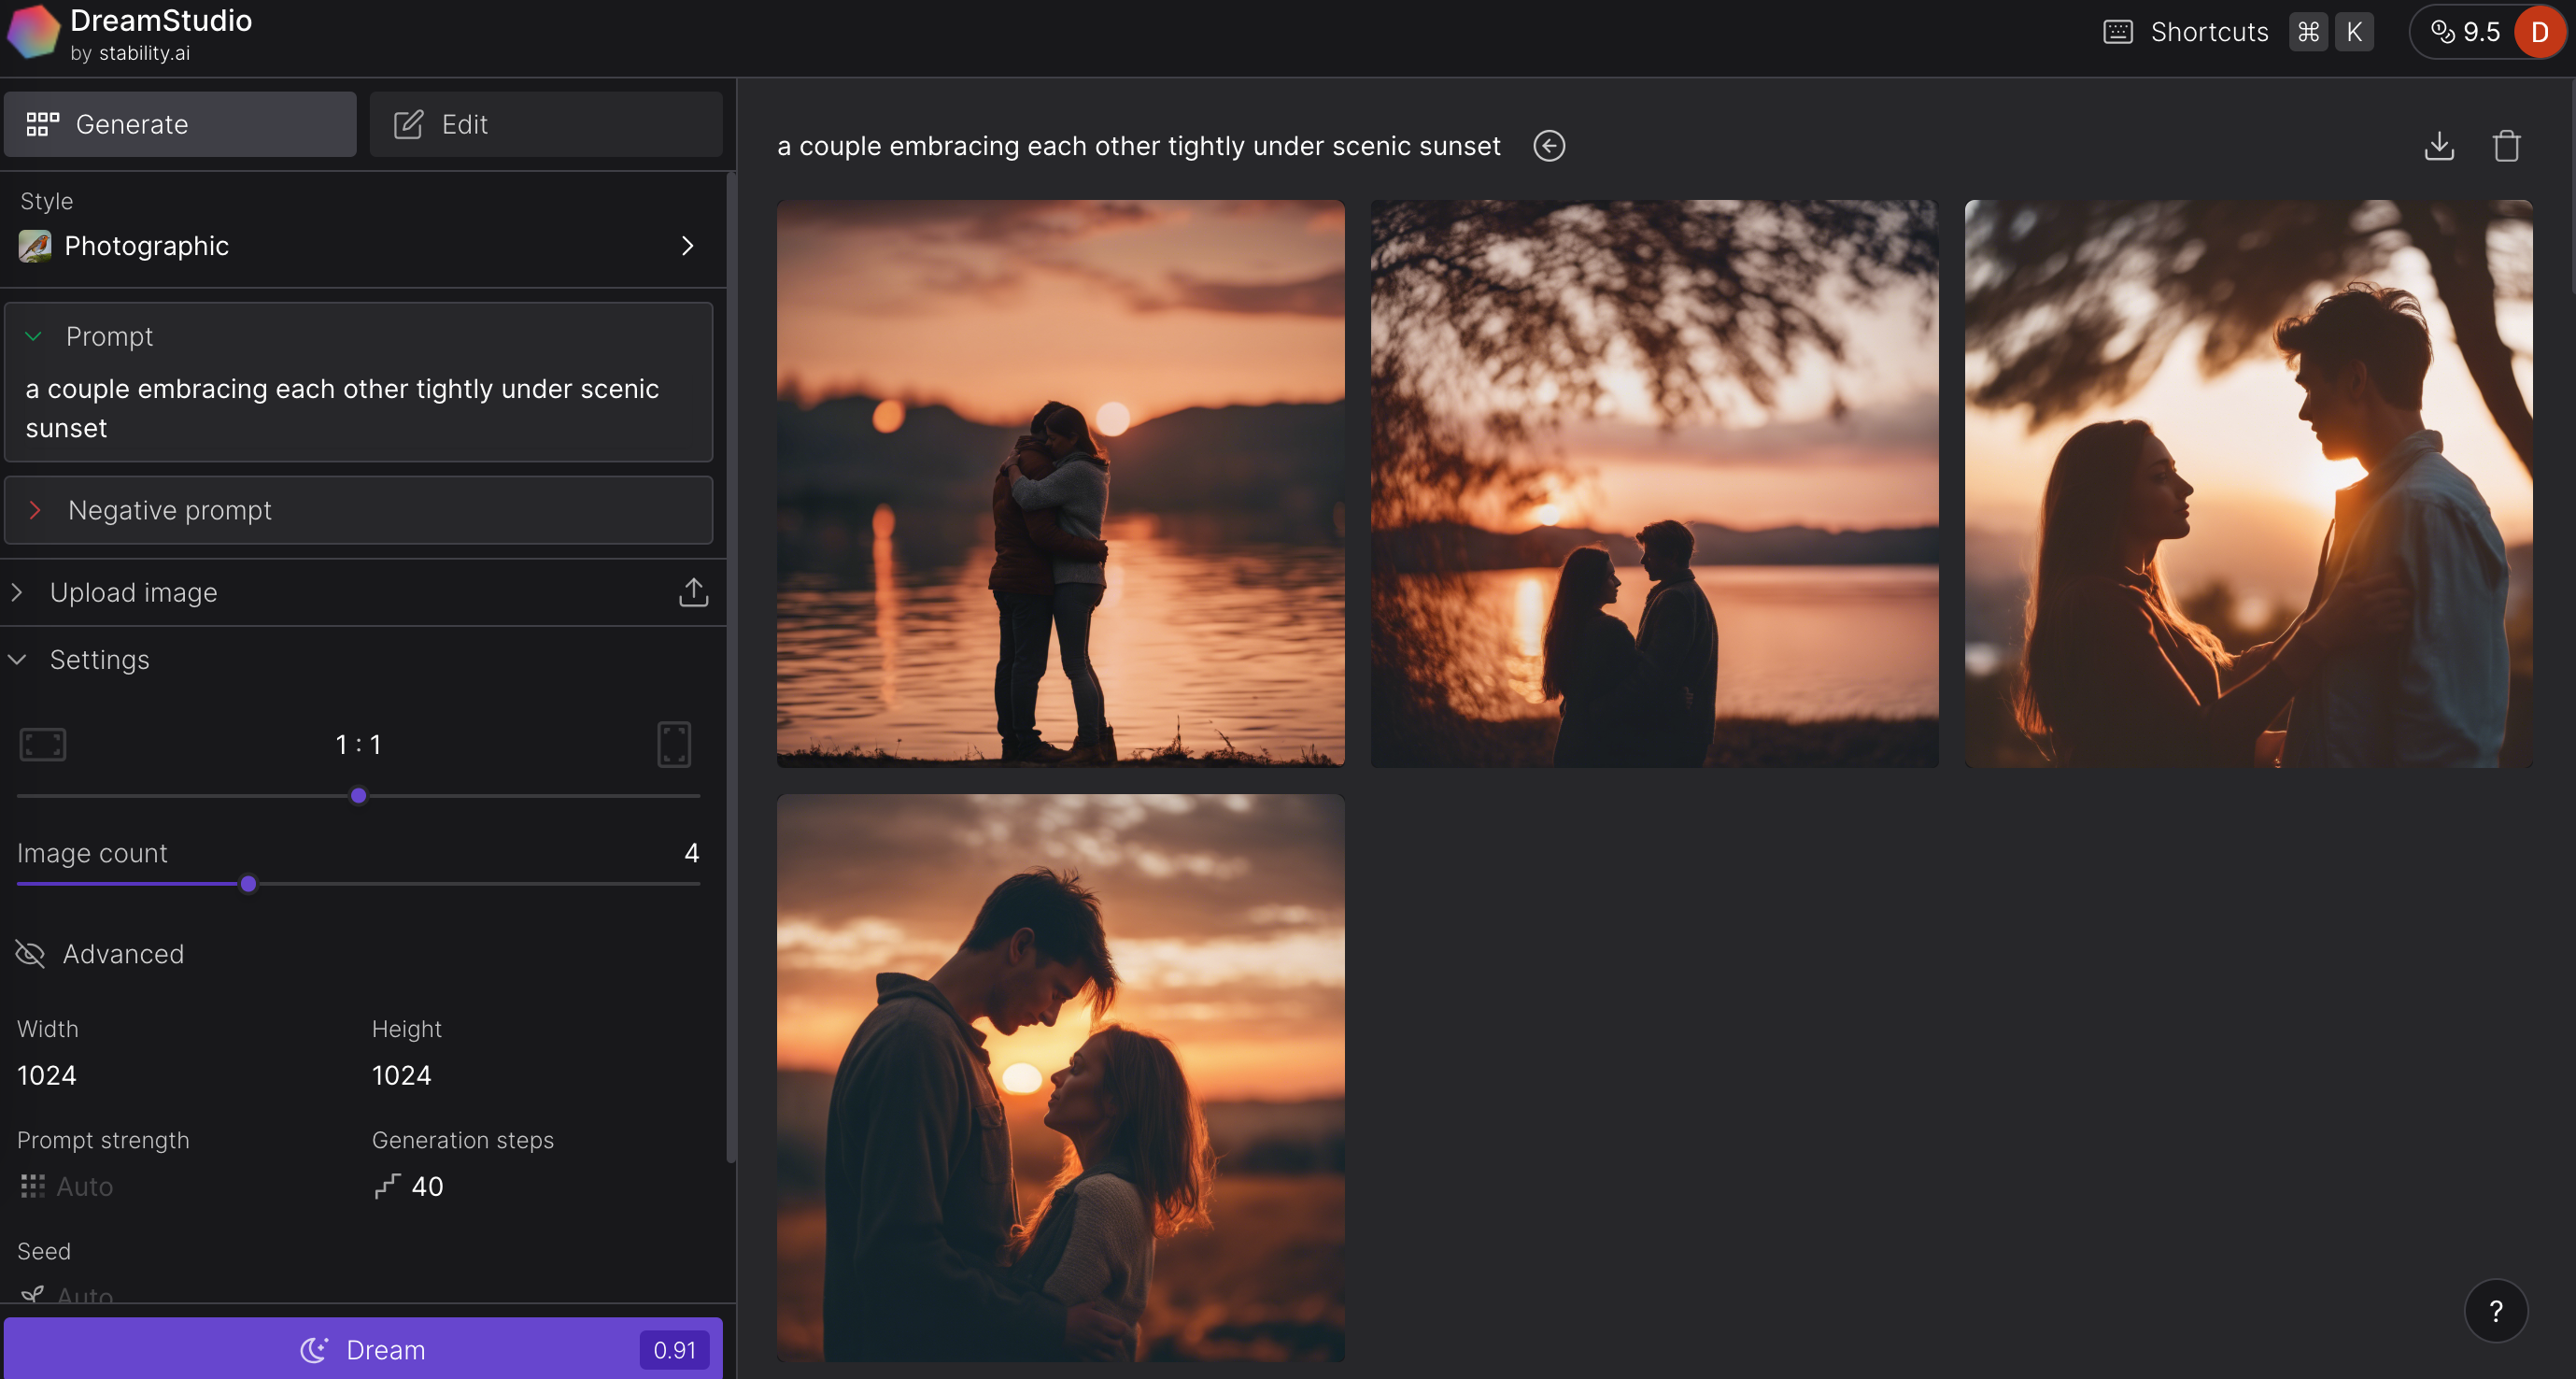 DreamStudio
by stability.ai
Shortcuts ⌘ K
9.5 D
Generate
Edit
Style
Photographic
Prompt
a couple embracing each other tightly under scenic
sunset
Negative prompt
Upload image
Settings
1 : 1
Image count 4
Advanced
Width Height
1024 1024
Prompt strength Generation steps
Auto 40
Seed
Auto
Dream 0.91
a couple embracing each other tightly under scenic sunset
?